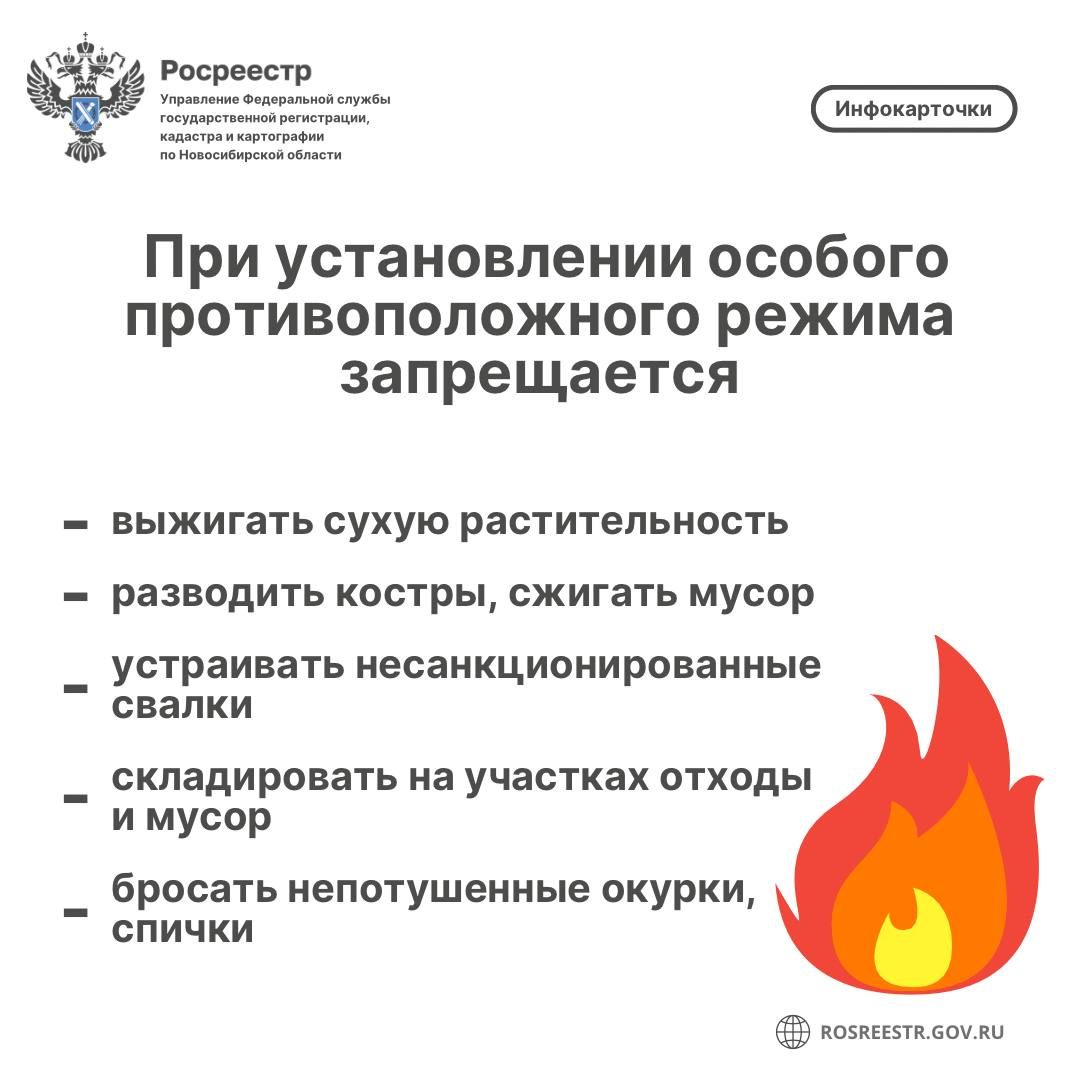 Росреестр
Управление Федеральной службы
государственной регистрации,
кадастра и картографии
по Новосибирской области
Инфокарточки
При установлении особого
противоположного режима
запрещается
- выжигать сухую растительность
- разводить костры, сжигать мусор
- устраивать несанкционированные
свалки
- складировать на участках отходы
и мусор
- бросать непотушенные окурки,
спички
ROSREESTR.GOV.RU